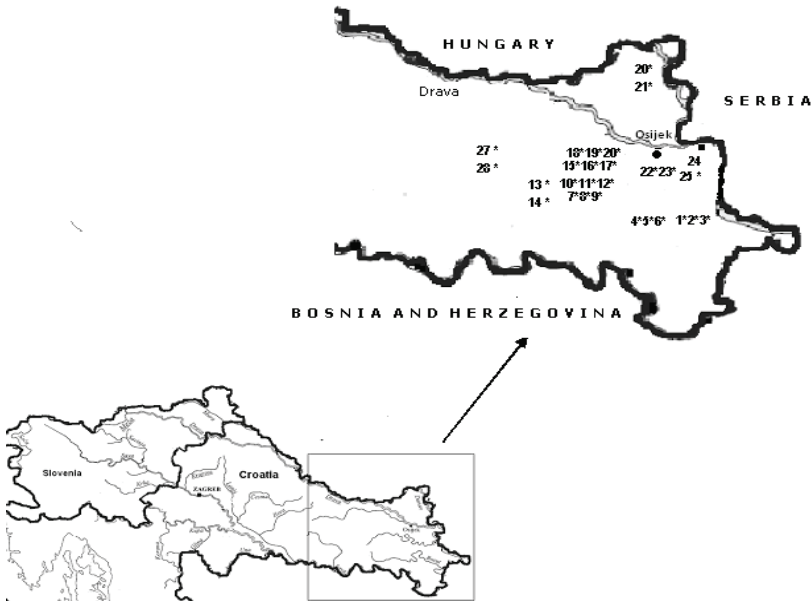 HUNGARY
20*
21*
Drava
SERBIA
Osijek
27 *
18*19*20*
28 *
15*16*17*
24
22*23*
25 *
13 *
10*11*12*
14 *
7*8*9*
4*5*6*
1*2*3*
BOSNIA AND HERZEGOVINA
Slovenia
Croatia
ZAGREB